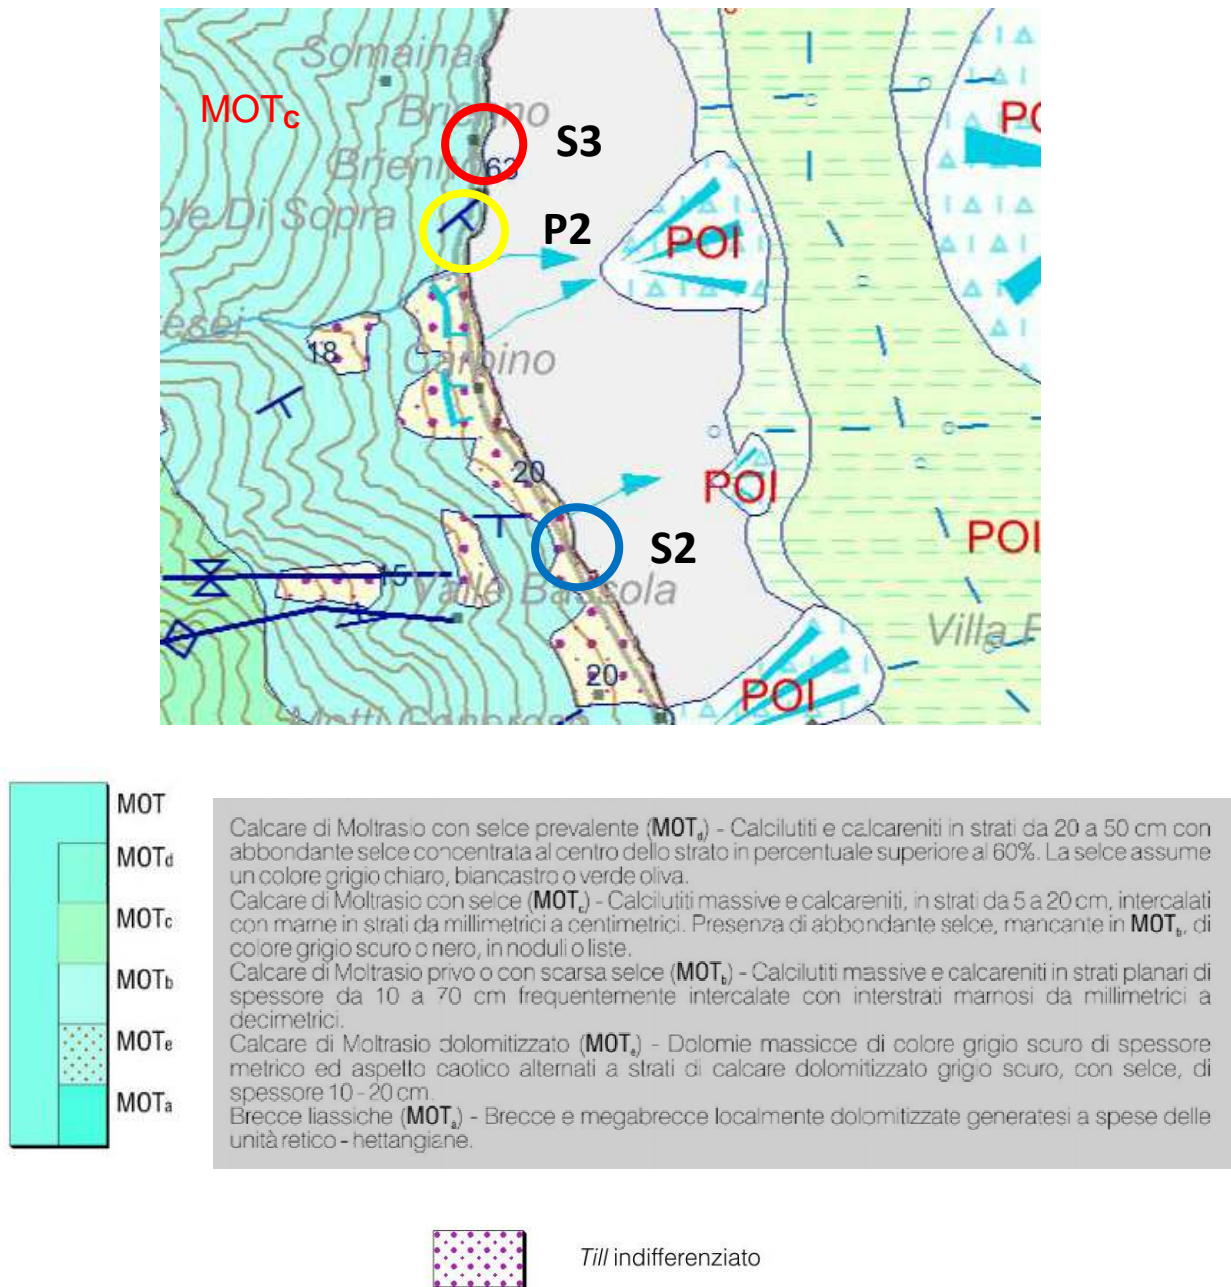 Somaina
MOTc
Brienno
S3
PO
Brienno
63
ole Di Sopra
P2
POI
esei
18
Carbino
20
POI
S2
POI
15
Valle Bassola
Villa
20
POI
Motti Generoso
MOT
MOTd
MOTc
MOTb
MOTe
MOTa
Calcare di Moltrasio con selce prevalente (MOTd) - Calcilutiti e calcareniti in strati da 20 a 50 cm con
abbondante selce concentrata al centro dello strato in percentuale superiore al 60%. La selce assume
un colore grigio chiaro, biancastro o verde oliva.
Calcare di Moltrasio con selce (MOTc) - Calcilutiti massive e calcareniti, in strati da 5 a 20 cm, intercalati
con marne in strati da millimetrici a centimetrici. Presenza di abbondante selce, mancante in MOTb, di
colore grigio scuro o nero, in noduli o liste.
Calcare di Moltrasio privo o con scarsa selce (MOTb) - Calcilutiti massive e calcareniti in strati planari di
spessore da 10 a 70 cm frequentemente intercalate con interstrati marnosi da millimetrici a
decimetrici.
Calcare di Moltrasio dolomitizzato (MOTe) - Dolomie massicce di colore grigio scuro di spessore
metrico ed aspetto caotico alternati a strati di calcare dolomitizzato grigio scuro, con selce, di
spessore 10 - 20 cm.
Brecce liassiche (MOTa) - Brecce e megabrecce localmente dolomitizzate generatesi a spese delle
unità retico - hettangiane.
Till indifferenziato